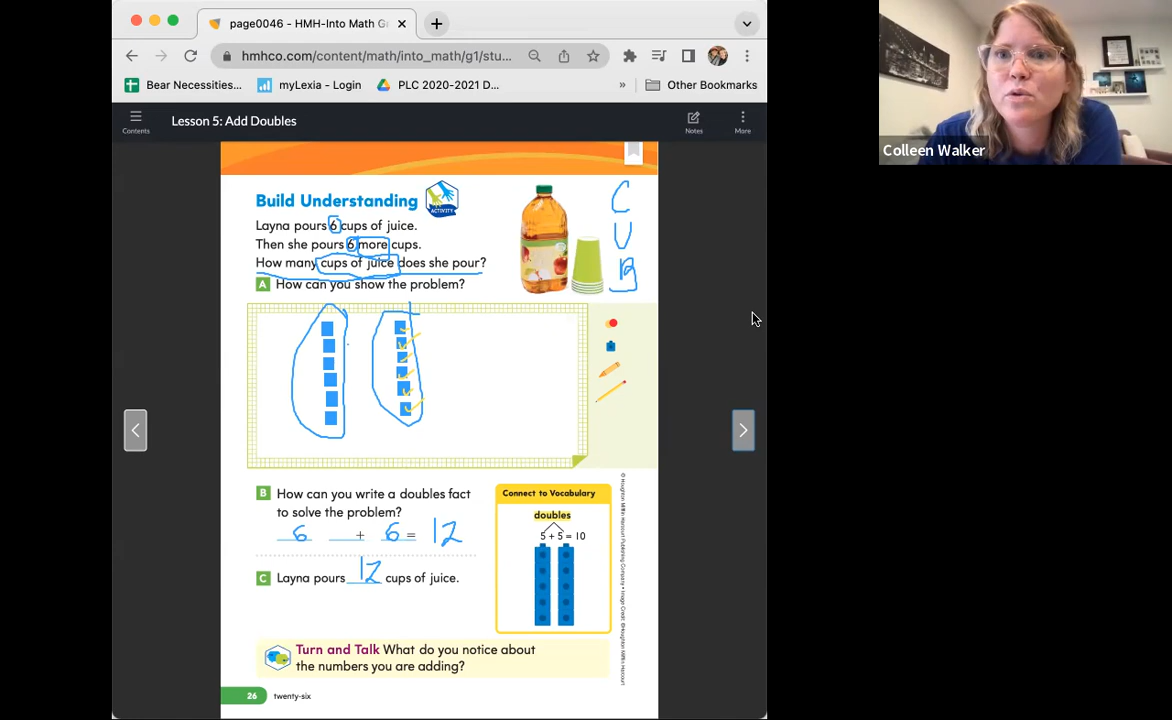 page0046 - HMH-Into Math G
hmhco.com/content/math/into_math/g1/stu...
Bear Necessities...
myLexia - Login
PLC 2020-2021 D...
»
Other Bookmarks
Contents
Lesson 5: Add Doubles
Notes
More
Colleen Walker
Build Understanding
ACTIVITY
Layna pours 6 cups of juice.
Then she pours 6 more cups.
How many cups of juice does she pour?
C
U
B
A How can you show the problem?
B How can you write a doubles fact
to solve the problem?
6 + 6 = 12
C Layna pours 12 cups of juice.
Connect to Vocabulary
doubles
5 + 5 = 10
Turn and Talk What do you notice about
the numbers you are adding?
26 twenty-six